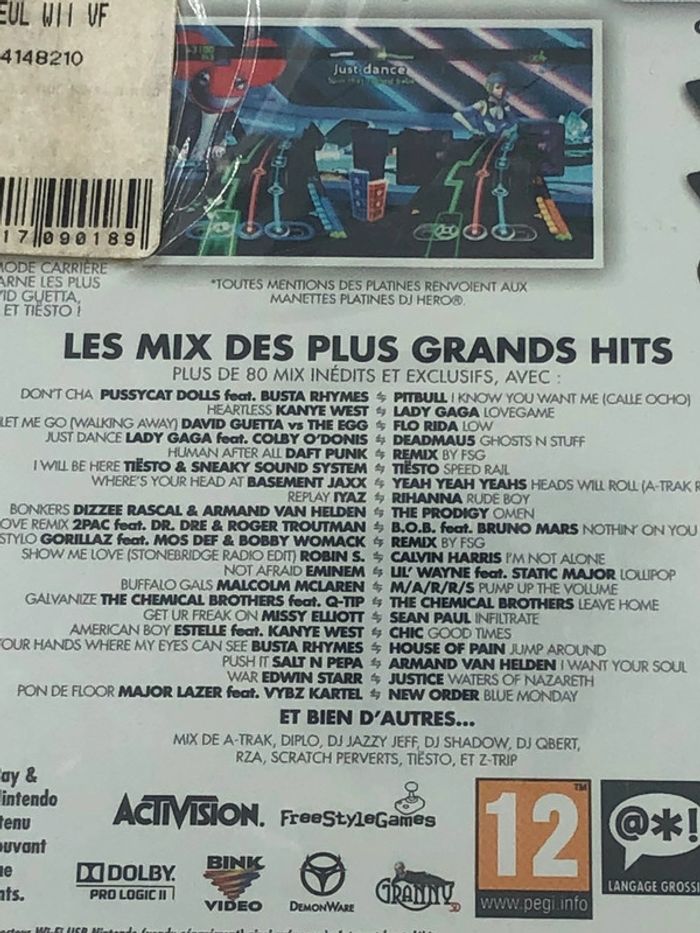 EUL WII VF
4148210
17 090189
just dance
MODE CARRIÈRE
ARNE LES PLUS
VID GUETTA,
ET TIËSTO !
*TOUTES MENTIONS DES PLATINES RENVOIENT AUX
MANETTES PLATINES DJ HERO®.
LES MIX DES PLUS GRANDS HITS
PLUS DE 80 MIX INÉDITS ET EXCLUSIFS, AVEC :
DON'T CHA PUSSYCAT DOLLS feat. BUSTA RHYMES PITBULL I KNOW YOU WANT ME (CALLE OCHO)
HEARTLESS KANYE WEST LADY GAGA LOVEGAME
LET ME GO (WALKING AWAY) DAVID GUETTA vs THE EGG FLO RIDA LOW
JUST DANCE LADY GAGA feat. COLBY O'DONIS DEADMAU5 GHOSTS N STUFF
HUMAN AFTER ALL DAFT PUNK REMIX BY FSG
I WILL BE HERE TIËSTO & SNEAKY SOUND SYSTEM TIËSTO SPEED RAIL
WHERE'S YOUR HEAD AT BASEMENT JAXX YEAH YEAH YEAHS HEADS WILL ROLL (A-TRAK R
REPLAY IYAZ RIHANNA RUDE BOY
BONKERS DIZZEE RASCAL & ARMAND VAN HELDEN THE PRODIGY OMEN
OVE REMIX 2PAC feat. DR. DRE & ROGER TROUTMAN B.O.B. feat. BRUNO MARS NOTHIN' ON YOU
STYLO GORILLAZ feat. MOS DEF & BOBBY WOMACK REMIX BY FSG
SHOW ME LOVE (STONEBRIDGE RADIO EDIT) ROBIN S. CALVIN HARRIS I'M NOT ALONE
NOT AFRAID EMINEM LIL' WAYNE feat. STATIC MAJOR LOLLIPOP
BUFFALO GALS MALCOLM MCLAREN M/A/R/R/S PUMP UP THE VOLUME
GALVANIZE THE CHEMICAL BROTHERS feat. Q-TIP THE CHEMICAL BROTHERS LEAVE HOME
GET UR FREAK ON MISSY ELLIOTT SEAN PAUL INFILTRATE
AMERICAN BOY ESTELLE feat. KANYE WEST CHIC GOOD TIMES
YOUR HANDS WHERE MY EYES CAN SEE BUSTA RHYMES HOUSE OF PAIN JUMP AROUND
PUSH IT SALT N PEPA ARMAND VAN HELDEN I WANT YOUR SOUL
WAR EDWIN STARR JUSTICE WATERS OF NAZARETH
PON DE FLOOR MAJOR LAZER feat. VYBZ KARTEL NEW ORDER BLUE MONDAY
ET BIEN D'AUTRES...
MIX DE A-TRAK, DIPLO, DJ JAZZY JEFF, DJ SHADOW, DJ QBERT,
RZA, SCRATCH PERVERTS, TIËSTO, ET Z-TRIP
ay &
intendo
tenu
ouvant
ue
nts.
ACTIVISION. FreeStyleGames
DOLBY
PRO LOGIC II
BINK
VIDEO
DEMONWARE
GRANNY 3D
12
TM
www.pegi.info
@*!
LANGAGE GROSSI